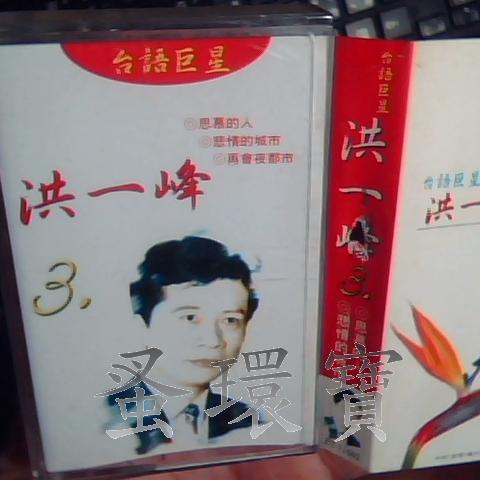 台語巨星
◎思慕的人
◎悲情的城市
◎再會夜都市
洪一峰
3.
台語巨星
洪一峰
3.
◎思
◎悲情的
台語巨星
洪一
蚤環寶